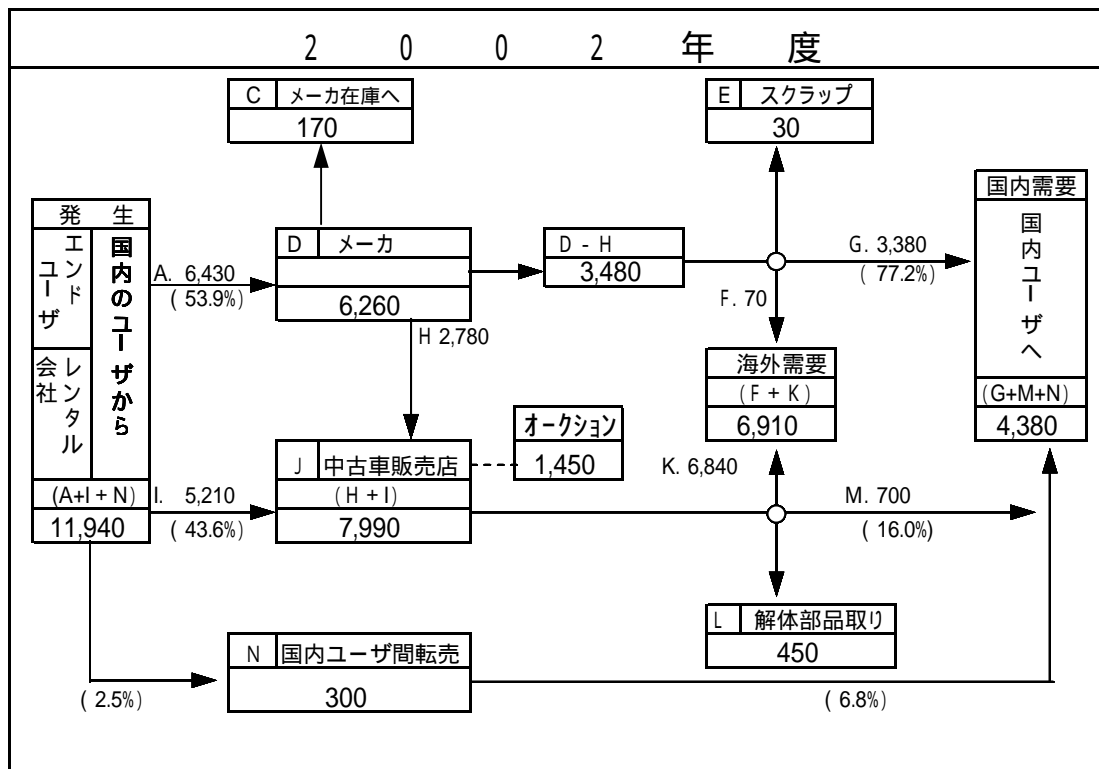 2002年度
C メーカ在庫へ
170
E スクラップ
30
発 生
エンドユーザ
レンタル会社
国内のユーザから
(A+I + N)
11,940
A. 6,430
( 53.9%)
D メーカ
6,260
D - H
3,480
G. 3,380
( 77.2%)
F. 70
H 2,780
国内需要
国内ユーザへ
(G+M+N)
4,380
海外需要
( F + K )
6,910
オークション
1,450
K. 6,840
J 中古車販売店
( H + I )
7,990
I. 5,210
( 43.6%)
M. 700
( 16.0%)
L 解体部品取り
450
N 国内ユーザ間転売
300
( 2.5%)
( 6.8%)